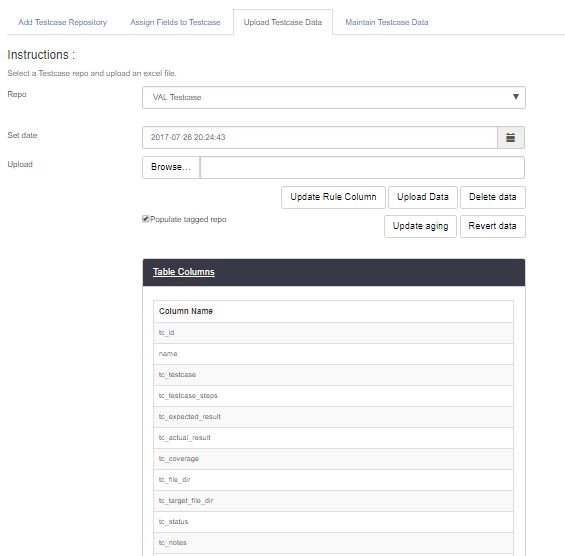 Add Testcase Repository Assign Fields to Testcase Upload Testcase Data Maintain Testcase Data
Instructions :
Select a Testcase repo and upload an excel file.
Repo VAL Testcase
Set date 2017-07-26 20:24:43
Upload Browse...
Update Rule Column Upload Data Delete data
Populate tagged repo
Update aging Revert data
Table Columns
Column Name
tc_id
name
tc_testcase
tc_testcase_steps
tc_expected_result
tc_actual_result
tc_coverage
tc_file_dir
tc_target_file_dir
tc_status
tc_notes